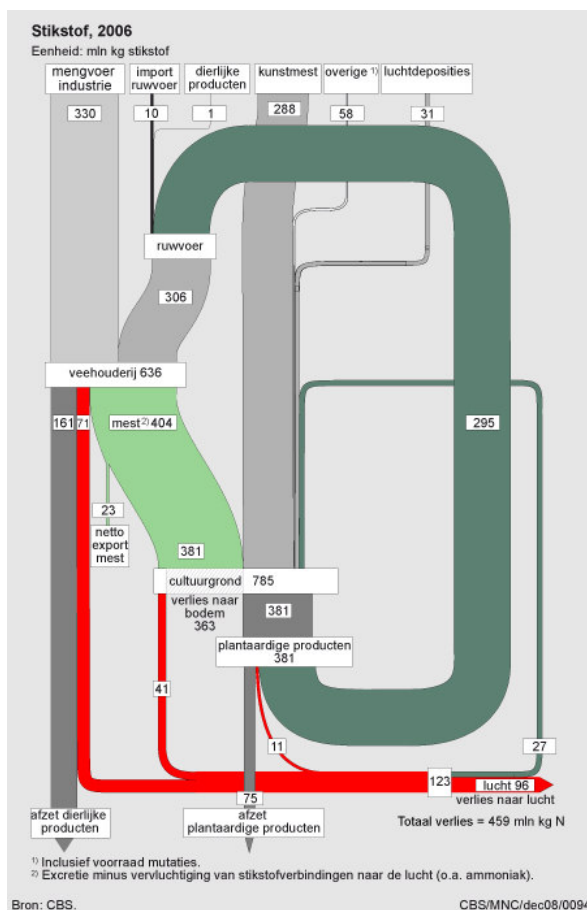 Stikstof, 2006
Eenheid: mln kg stikstof
mengvoer industrie
import ruwvoer
dierlijke producten
kunstmest
overige 1)
luchtdeposities
330
10
1
288
58
31
ruwvoer
306
veehouderij 636
161
71
mest2) 404
295
23
netto export mest
381
cultuurgrond 785
verlies naar bodem
363
381
plantaardige producten
381
41
11
27
123
lucht 96
verlies naar lucht
75
afzet dierlijke producten
afzet plantaardige producten
Totaal verlies = 459 mln kg N
1) Inclusief voorraad mutaties.
2) Excretie minus vervluchtiging van stikstofverbindingen naar de lucht (o.a. ammoniak).
Bron: CBS.
CBS/MNC/dec08/0094